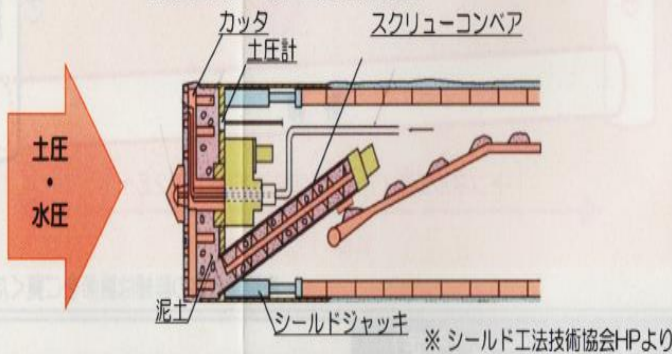 カッタ
スクリューコンベア
土圧計
土圧
・
水圧
泥土
シールドジャッキ
※ シールド工法技術協会HPより